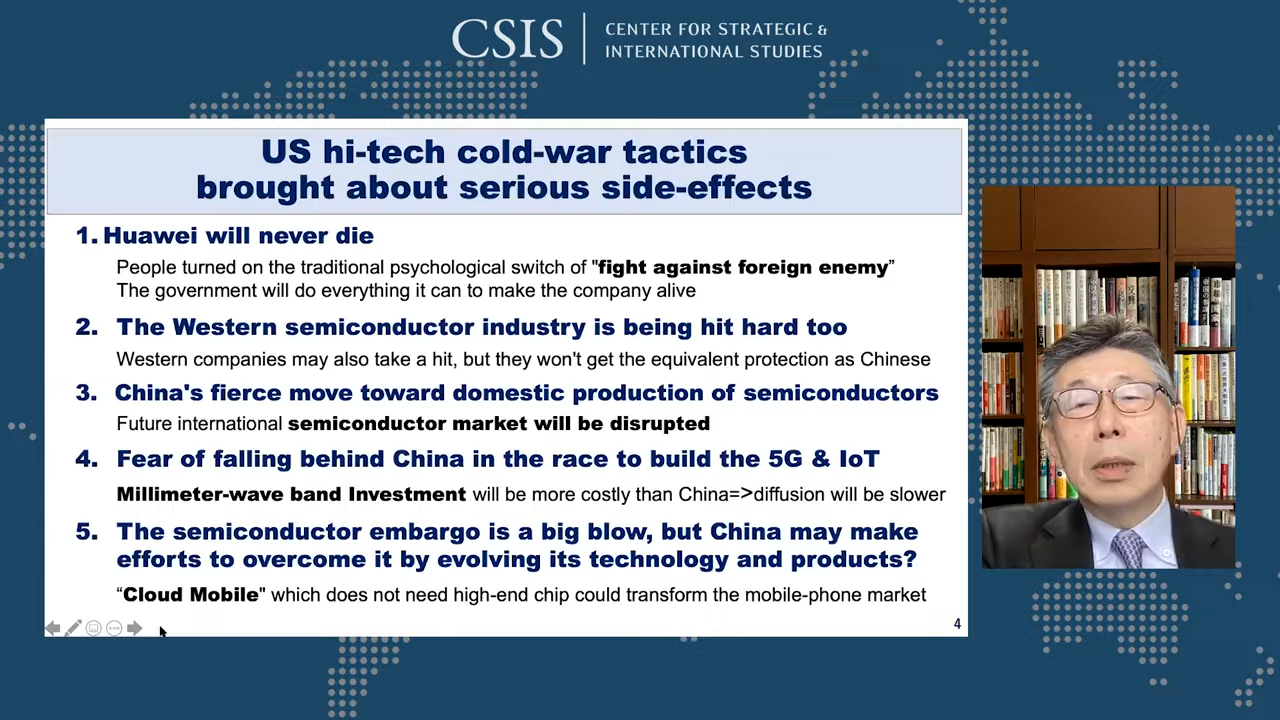 CSIS
CENTER FOR STRATEGIC &
INTERNATIONAL STUDIES
US hi-tech cold-war tactics
brought about serious side-effects
1. Huawei will never die
People turned on the traditional psychological switch of "fight against foreign enemy”
The government will do everything it can to make the company alive
2. The Western semiconductor industry is being hit hard too
Western companies may also take a hit, but they won't get the equivalent protection as Chinese
3. China's fierce move toward domestic production of semiconductors
Future international semiconductor market will be disrupted
4. Fear of falling behind China in the race to build the 5G & IoT
Millimeter-wave band Investment will be more costly than China=>diffusion will be slower
5. The semiconductor embargo is a big blow, but China may make
efforts to overcome it by evolving its technology and products?
“Cloud Mobile" which does not need high-end chip could transform the mobile-phone market
4